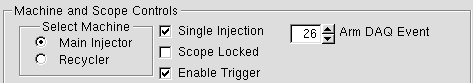 Machine and Scope Controls
Select Machine
Main Injector
Recycler
Single Injection
Scope Locked
Enable Trigger
26 Arm DAQ Event